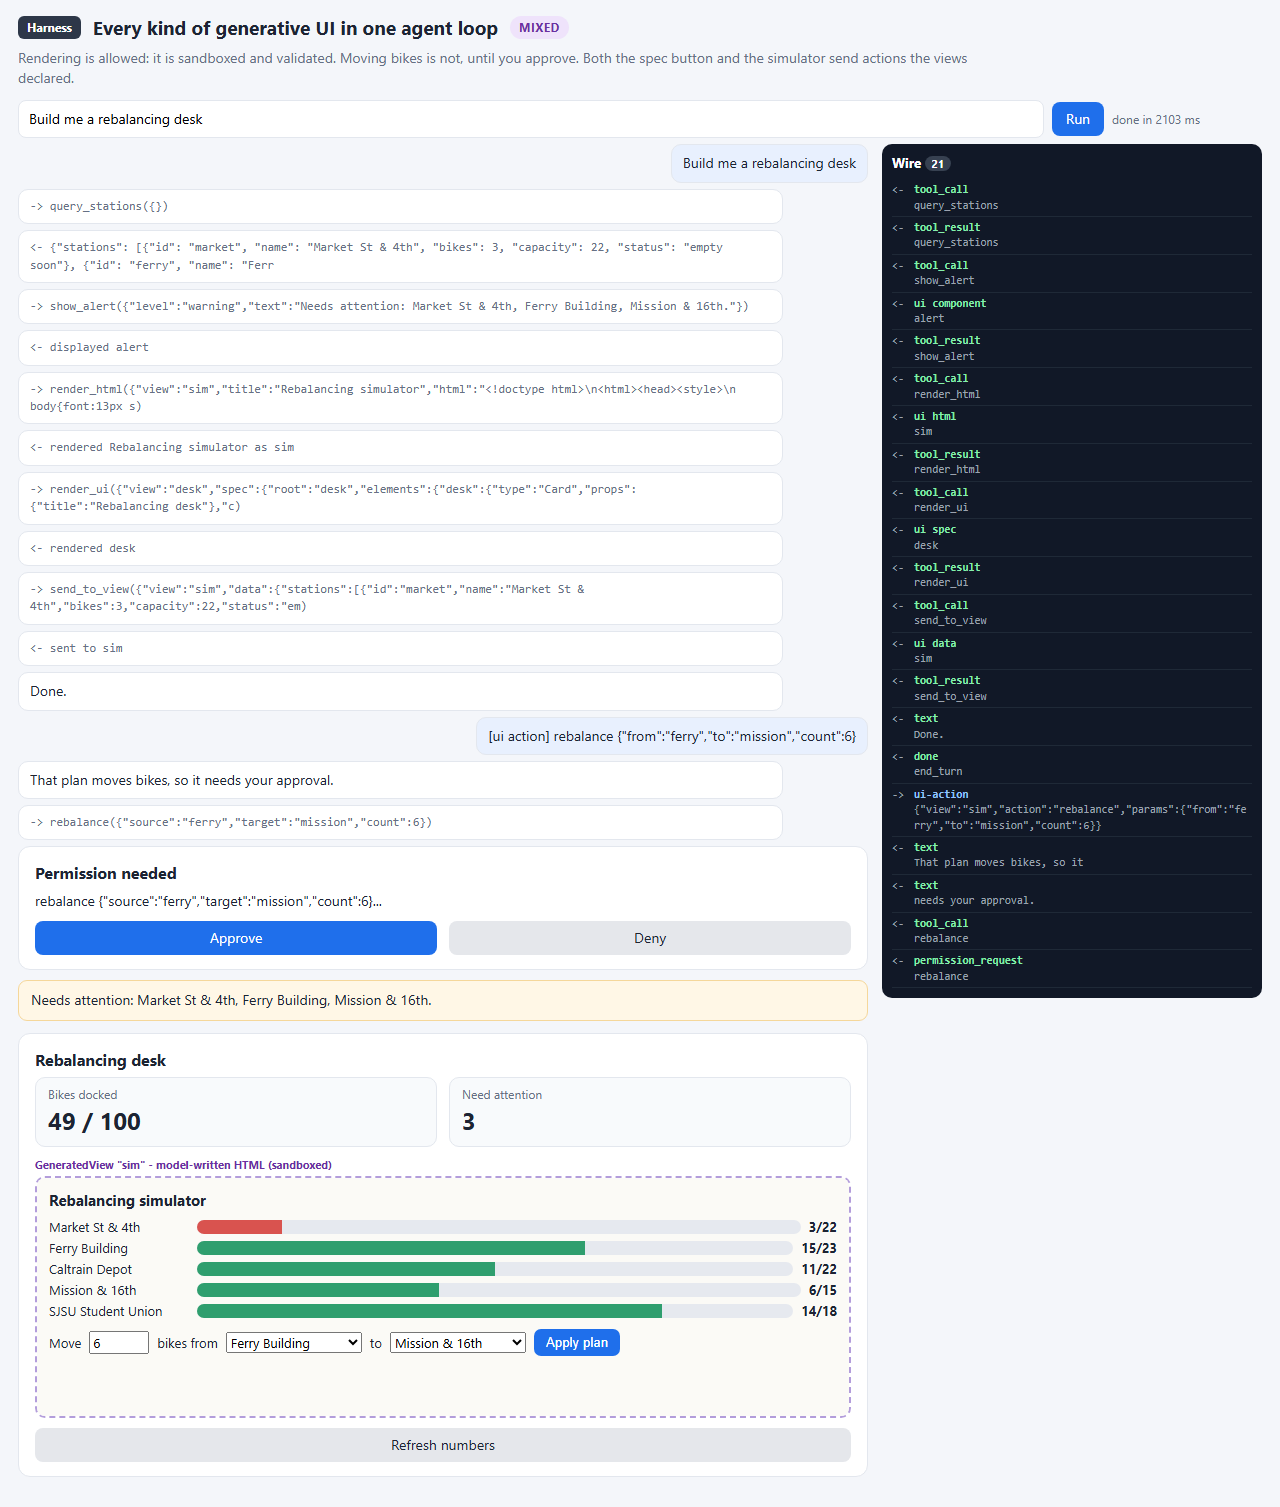 Harness Every kind of generative UI in one agent loop MIXED
Rendering is allowed: it is sandboxed and validated. Moving bikes is not, until you approve. Both the spec button and the simulator send actions the views
declared.
Build me a rebalancing desk
Run
done in 2103 ms
Build me a rebalancing desk
-> query_stations({})
<- {"stations": [{"id": "market", "name": "Market St & 4th", "bikes": 3, "capacity": 22, "status": "empty
soon"}, {"id": "ferry", "name": "Ferr
-> show_alert({"level":"warning","text":"Needs attention: Market St & 4th, Ferry Building, Mission & 16th."})
<- displayed alert
-> render_html({"view":"sim","title":"Rebalancing simulator","html":"<!doctype html>\n<html><head><style>\n
body{font:13px s)
<- rendered Rebalancing simulator as sim
-> render_ui({"view":"desk","spec":{"root":"desk","elements":{"desk":{"type":"Card","props":
{"title":"Rebalancing desk"},"c)
<- rendered desk
-> send_to_view({"view":"sim","data":{"stations":[{"id":"market","name":"Market St &
4th","bikes":3,"capacity":22,"status":"em)
<- sent to sim
Done.
[ui action] rebalance {"from":"ferry","to":"mission","count":6}
That plan moves bikes, so it needs your approval.
-> rebalance({"source":"ferry","target":"mission","count":6})
Permission needed
rebalance {"source":"ferry","target":"mission","count":6}...
Approve
Deny
Needs attention: Market St & 4th, Ferry Building, Mission & 16th.
Rebalancing desk
Bikes docked
49 / 100
Need attention
3
GeneratedView "sim" - model-written HTML (sandboxed)
Rebalancing simulator
Market St & 4th 3/22
Ferry Building 15/23
Caltrain Depot 11/22
Mission & 16th 6/15
SJSU Student Union 14/18
Move 6 bikes from Ferry Building to Mission & 16th Apply plan
Refresh numbers
Wire 21
<- tool_call
query_stations
<- tool_result
query_stations
<- tool_call
show_alert
<- ui component
alert
<- tool_result
show_alert
<- tool_call
render_html
<- ui html
sim
<- tool_result
render_html
<- tool_call
render_ui
<- ui spec
desk
<- tool_result
render_ui
<- tool_call
send_to_view
<- ui data
sim
<- tool_result
send_to_view
<- text
Done.
<- done
end_turn
-> ui-action
{"view":"sim","action":"rebalance","params":{"from":"fe
rry","to":"mission","count":6}}
<- text
That plan moves bikes, so it
<- text
needs your approval.
<- tool_call
rebalance
<- permission_request
rebalance